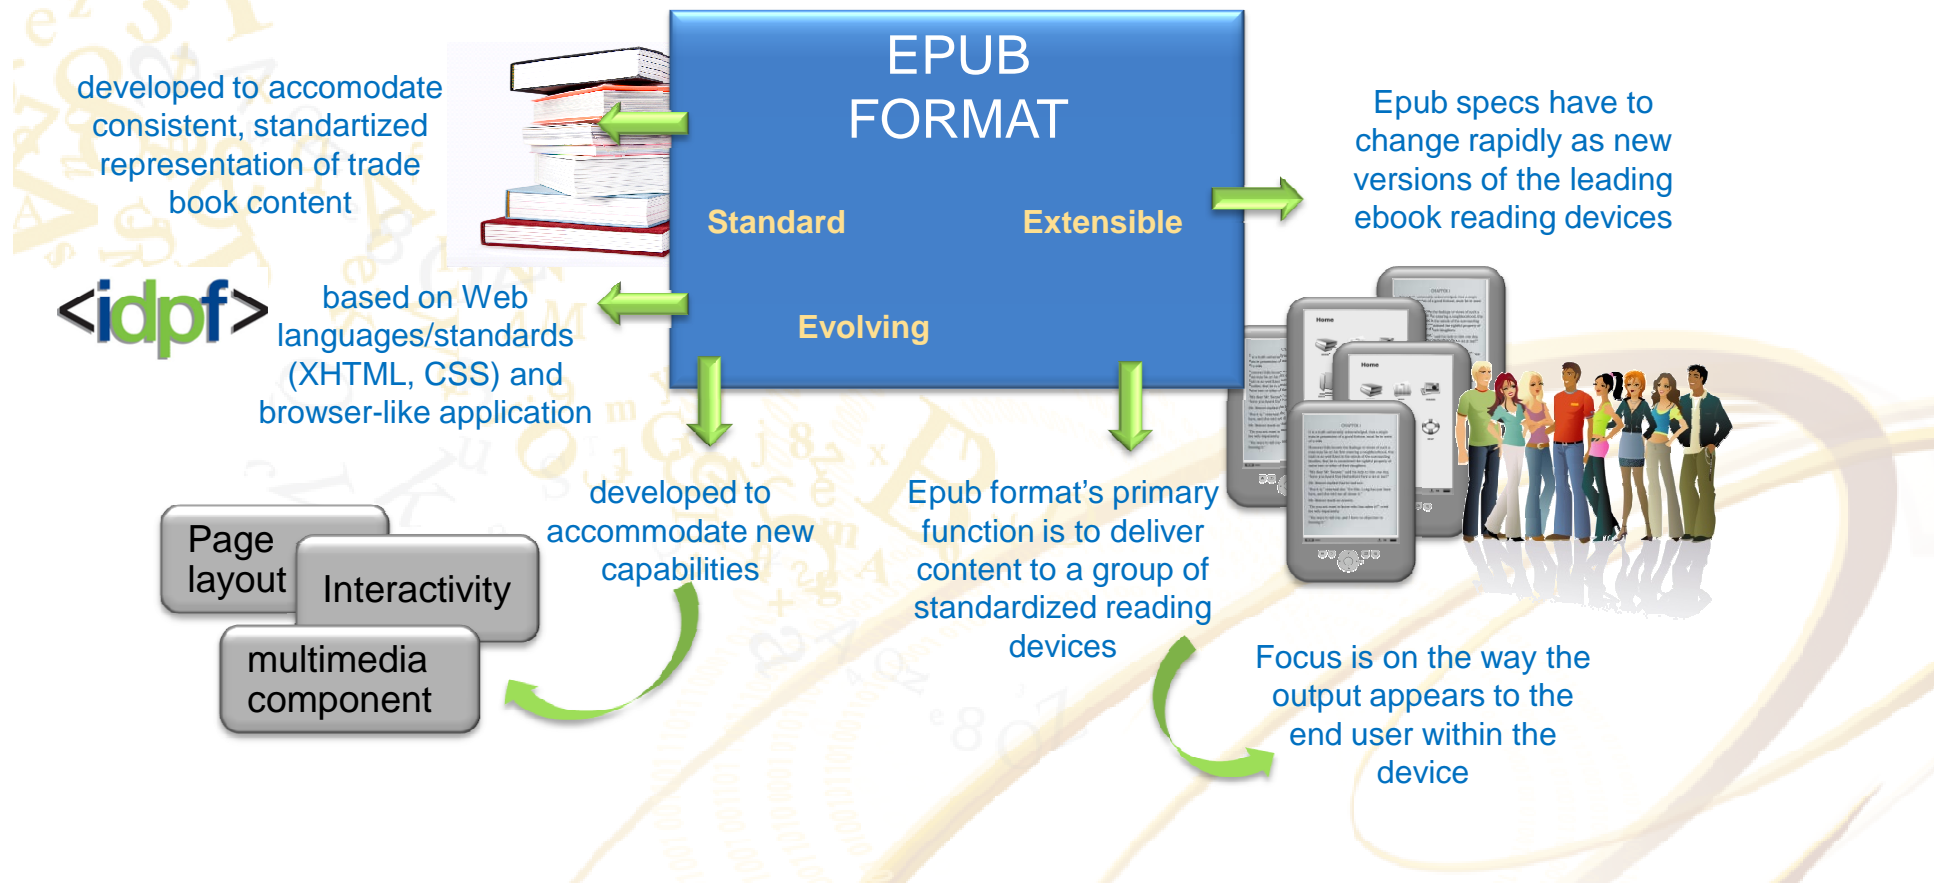 EPUB
FORMAT
Standard
Extensible
Evolving
developed to accomodate
consistent, standartized
representation of trade
book content
<idpf>
based on Web
languages/standards
(XHTML, CSS) and
browser-like application
Epub specs have to
change rapidly as new
versions of the leading
ebook reading devices
developed to
accommodate new
capabilities
Page
layout
Interactivity
multimedia
component
Epub format's primary
function is to deliver
content to a group of
standardized reading
devices
Focus is on the way the
output appears to the
end user within the
device
Home
Home
CHAPTER I